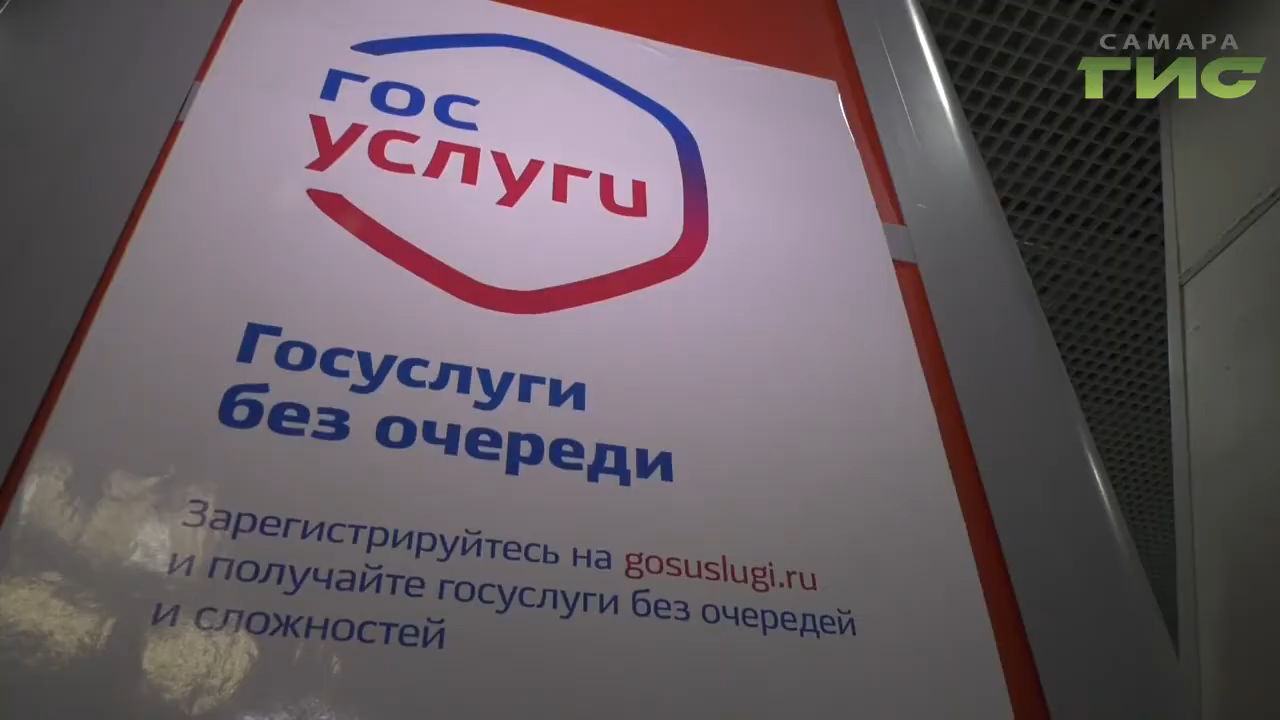 САМАРА
ГИС
гос
услуги
Госуслуги
без очереди
Зарегистрируйтесь на gosuslugi.ru
и получайте госуслуги без очередей
и сложностей